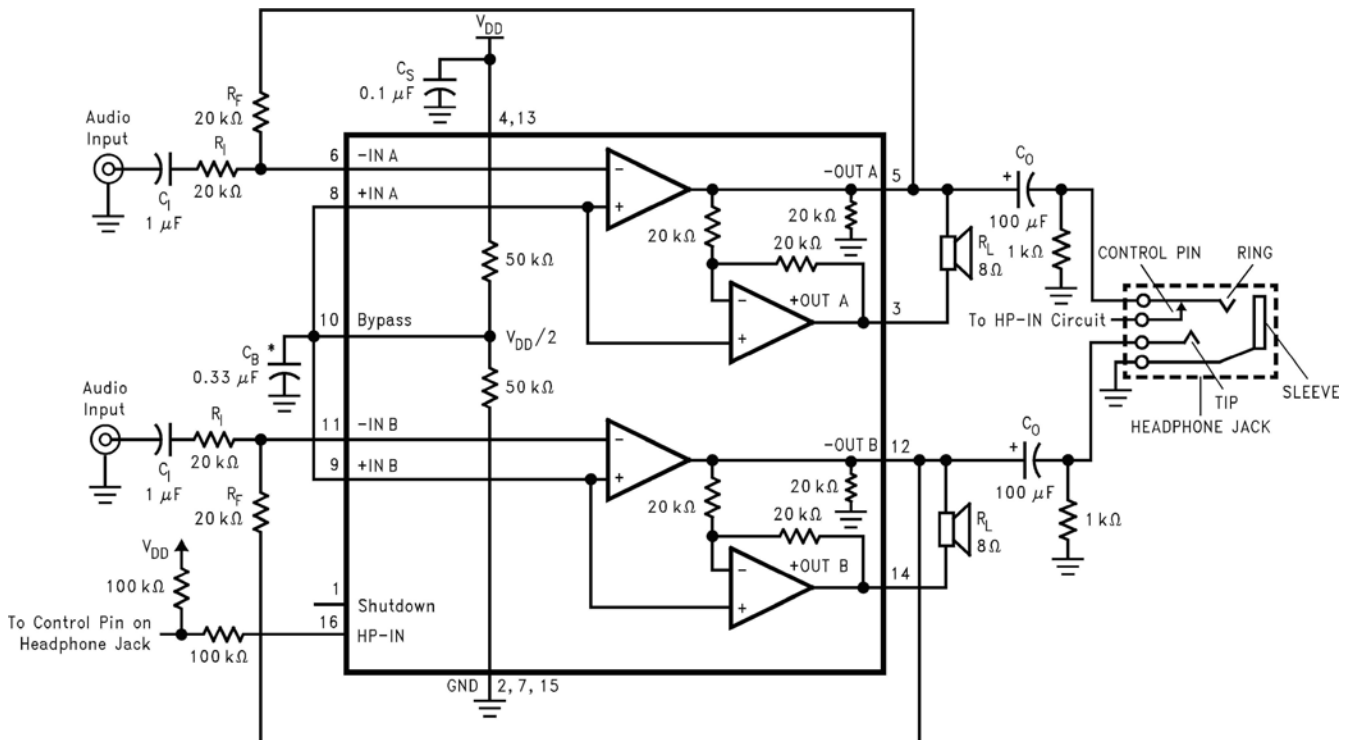 V_DD
C_S
0.1 µF
4,13
R_F
20 kΩ
Audio
Input
R_I
20 kΩ
C_I
1 µF
6
-IN A
8
+IN A
-
+
20 kΩ
-OUT A
5
20 kΩ
20 kΩ
-
+
+OUT A
3
R_L
8Ω
C_O
+
100 µF
1 kΩ
CONTROL PIN
RING
To HP-IN Circuit
TIP
SLEEVE
HEADPHONE JACK
50 kΩ
10
Bypass
V_DD/2
C_B *
0.33 µF
50 kΩ
Audio
Input
R_I
20 kΩ
C_I
1 µF
R_F
20 kΩ
11
-IN B
9
+IN B
-
+
20 kΩ
-OUT B
12
20 kΩ
20 kΩ
-
+
+OUT B
14
R_L
8Ω
C_O
+
100 µF
1 kΩ
V_DD
100 kΩ
To Control Pin on
Headphone Jack
100 kΩ
1
Shutdown
16
HP-IN
GND
2,7,15